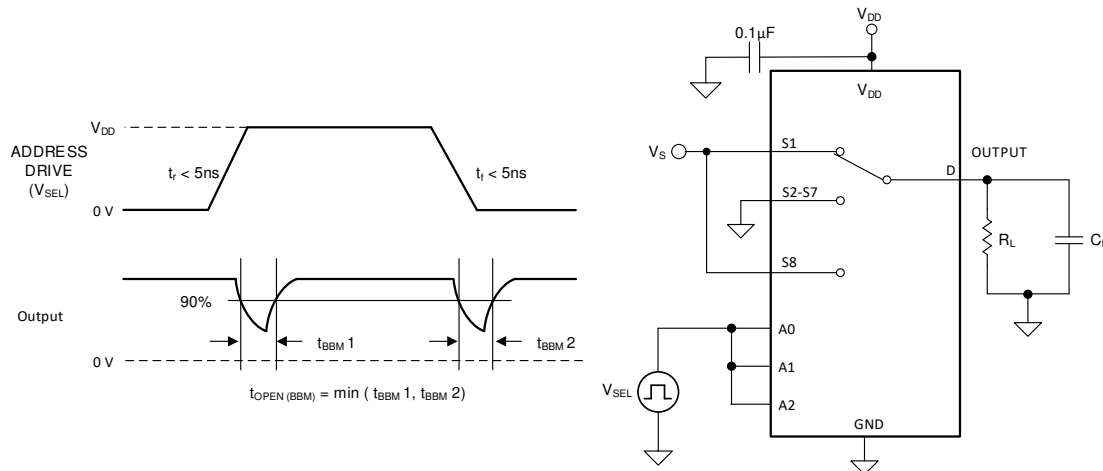 V_DD
ADDRESS
DRIVE
(V_SEL)
t_r < 5ns
t_f < 5ns
0 V
90%
Output
t_BBM 1
t_BBM 2
0 V
t_OPEN (BBM) = min ( t_BBM 1, t_BBM 2)
V_DD
0.1µF
V_DD
V_S
S1
OUTPUT
D
S2-S7
R_L
S8
A0
A1
V_SEL
A2
GND